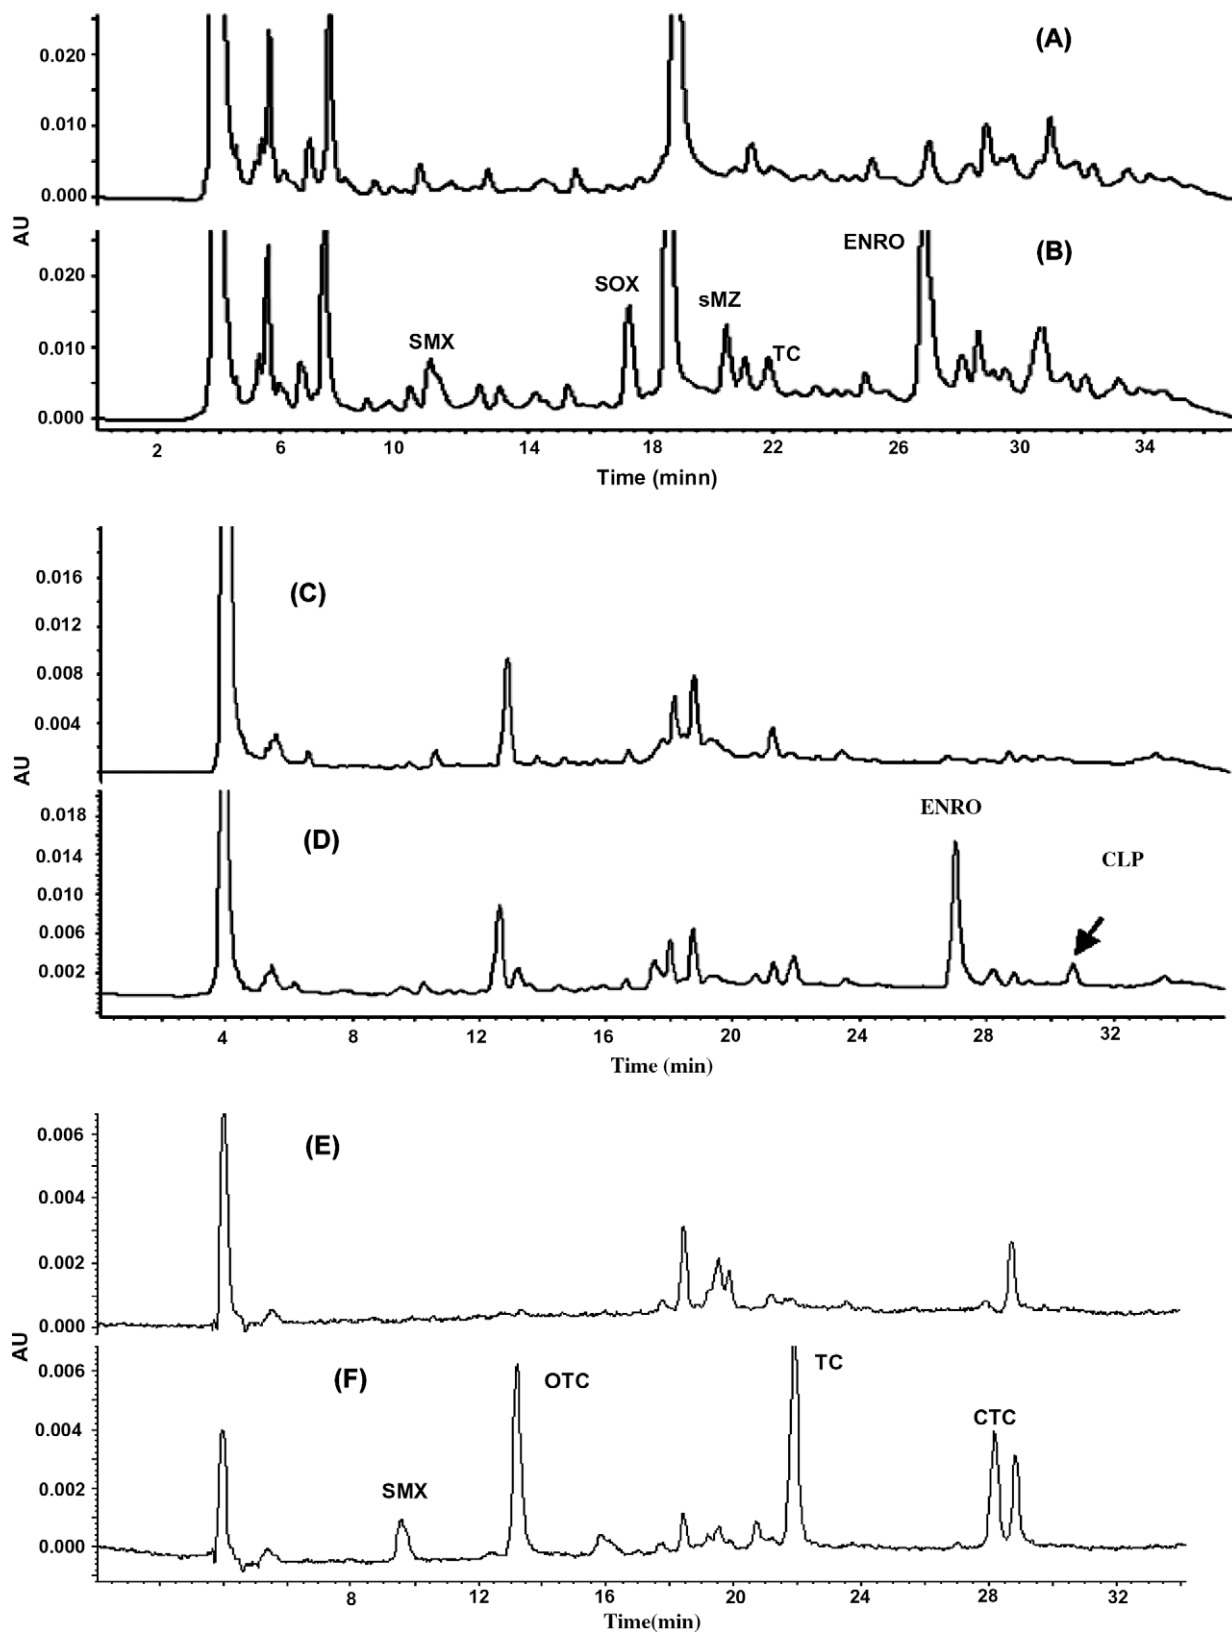 (A)
0.020
0.010
0.000
AU
(B)
ENRO
SOX
sMZ
SMX
TC
0.020
0.010
0.000
2 6 10 14 18 22 26 30 34
Time (minn)
(C)
0.016
0.012
0.008
0.004
AU
(D)
ENRO
CLP
0.018
0.014
0.010
0.006
0.002
4 8 12 16 20 24 28 32
Time (min)
(E)
0.006
0.004
0.002
0.000
AU
(F)
OTC
TC
CTC
SMX
0.006
0.004
0.002
0.000
8 12 16 20 24 28 32
Time(min)